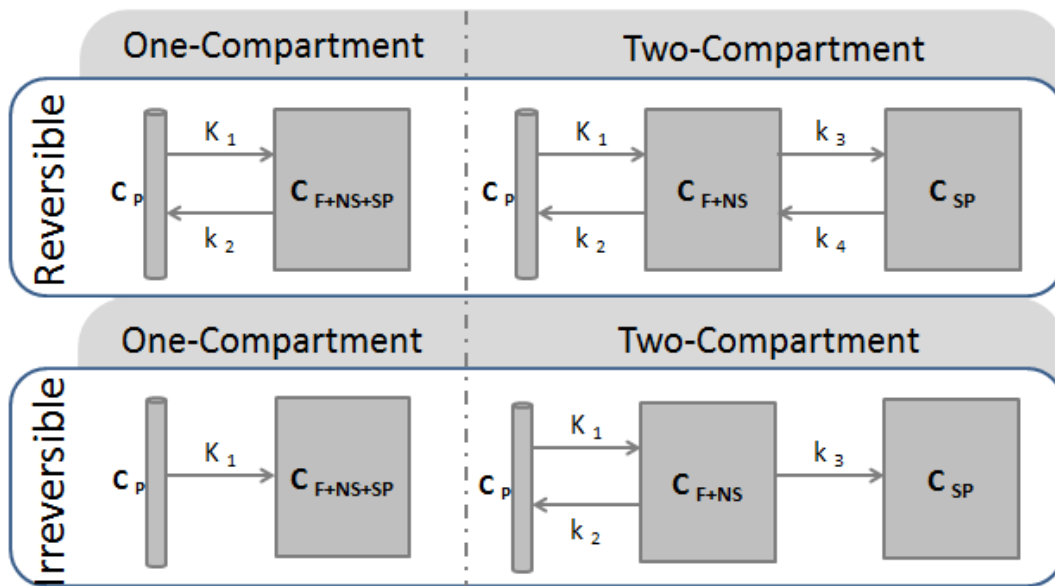 One-Compartment
Two-Compartment
Reversible
C P
K 1
k 2
C F+NS+SP
C P
K 1
k 2
C F+NS
k 3
k 4
C SP
One-Compartment
Two-Compartment
Irreversible
C P
K 1
C F+NS+SP
C P
K 1
k 2
C F+NS
k 3
C SP